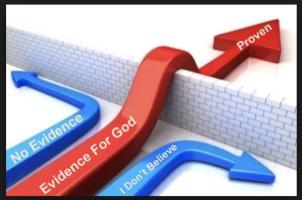 Proven
No Evidence
Evidence For God
I Don't Believe